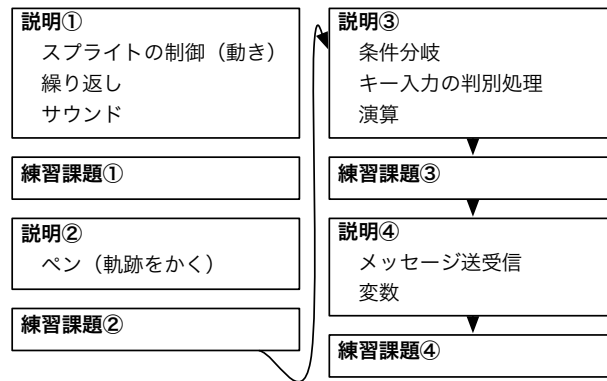 説明①
スプライトの制御（動き）
繰り返し
サウンド
練習課題①
説明②
ペン（軌跡をかく）
練習課題②
説明③
条件分岐
キー入力の判別処理
演算
練習課題③
説明④
メッセージ送受信
変数
練習課題④